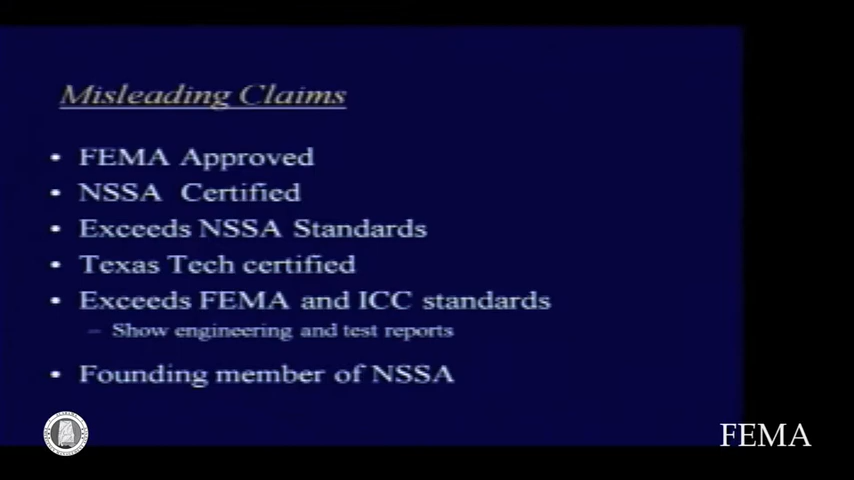 Misleading Claims
• FEMA Approved
• NSSA Certified
• Exceeds NSSA Standards
• Texas Tech certified
• Exceeds FEMA and ICC standards
– Show engineering and test reports
• Founding member of NSSA
FEMA